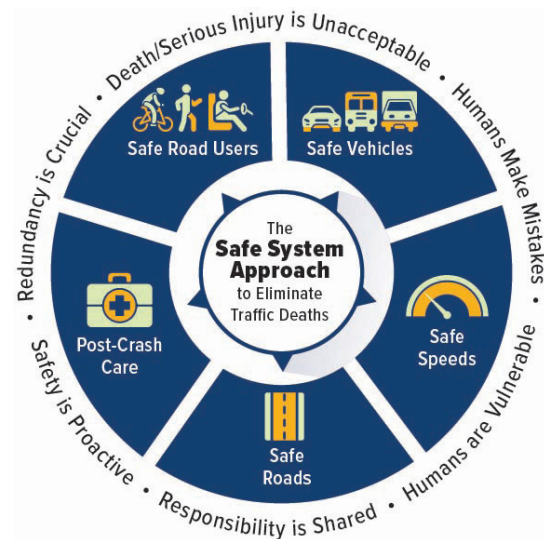 Death/Serious Injury is Unacceptable • Humans Make Mistakes • Humans are Vulnerable • Responsibility is Shared • Safety is Proactive • Redundancy is Crucial •
Safe Road Users
Safe Vehicles
The
Safe System
Approach
to Eliminate
Traffic Deaths
Post-Crash
Care
Safe
Speeds
Safe
Roads